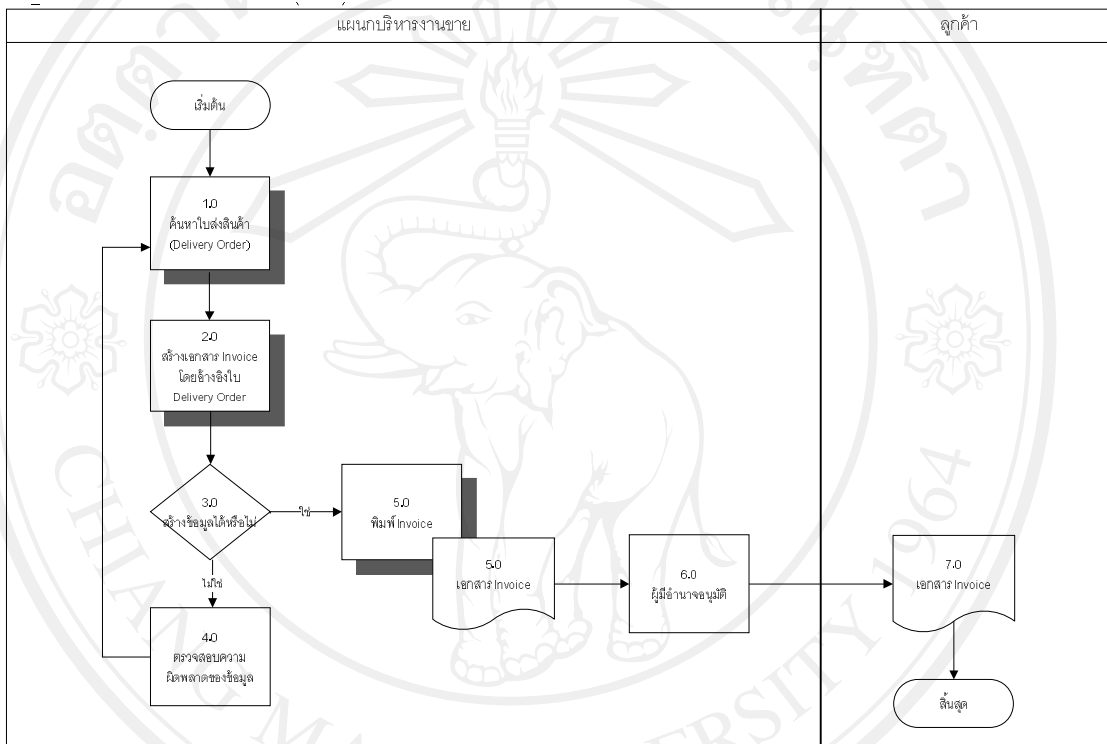 แผนกบริหารงานขาย
ลูกค้า
เริ่มต้น
1.0
ค้นหาใบส่งสินค้า
(Delivery Order)
2.0
สร้างเอกสาร Invoice
โดยอ้างอิงใบ
Delivery Order
3.0
สร้างข้อมูลได้หรือไม่
ใช่
ไม่ใช่
4.0
ตรวจสอบความ
ผิดพลาดของข้อมูล
5.0
พิมพ์ Invoice
5.0
เอกสาร Invoice
6.0
ผู้มีอำนาจอนุมัติ
7.0
เอกสาร Invoice
สิ้นสุด
CHIANG MAI UNIVERSITY 1964